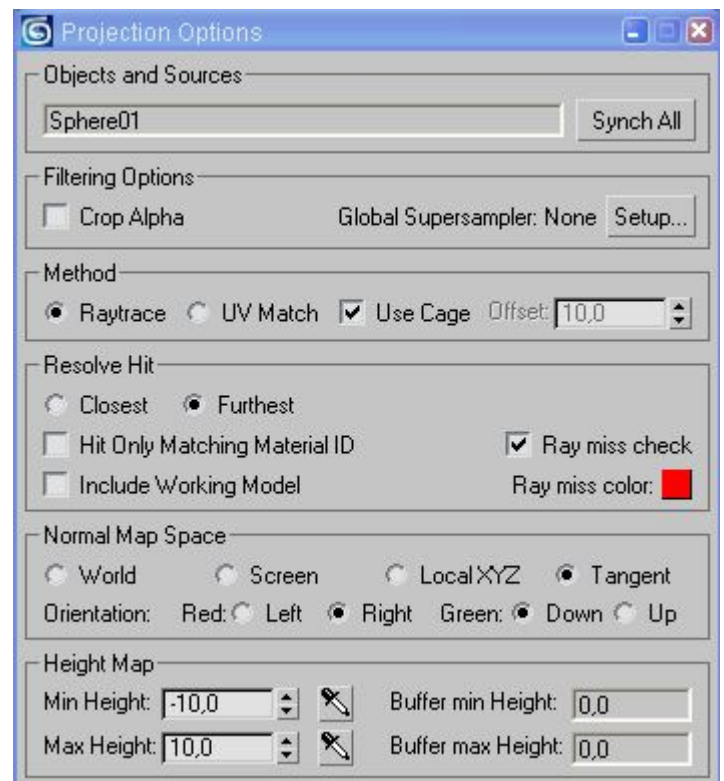 Projection Options
Objects and Sources
Sphere01 Synch All
Filtering Options
Crop Alpha Global Supersampler: None Setup...
Method
Raytrace UV Match Use Cage Offset: 10,0
Resolve Hit
Closest Furthest
Hit Only Matching Material ID Ray miss check
Include Working Model Ray miss color:
Normal Map Space
World Screen Local XYZ Tangent
Orientation: Red: Left Right Green: Down Up
Height Map
Min Height: -10,0 Buffer min Height: 0,0
Max Height: 10,0 Buffer max Height: 0,0